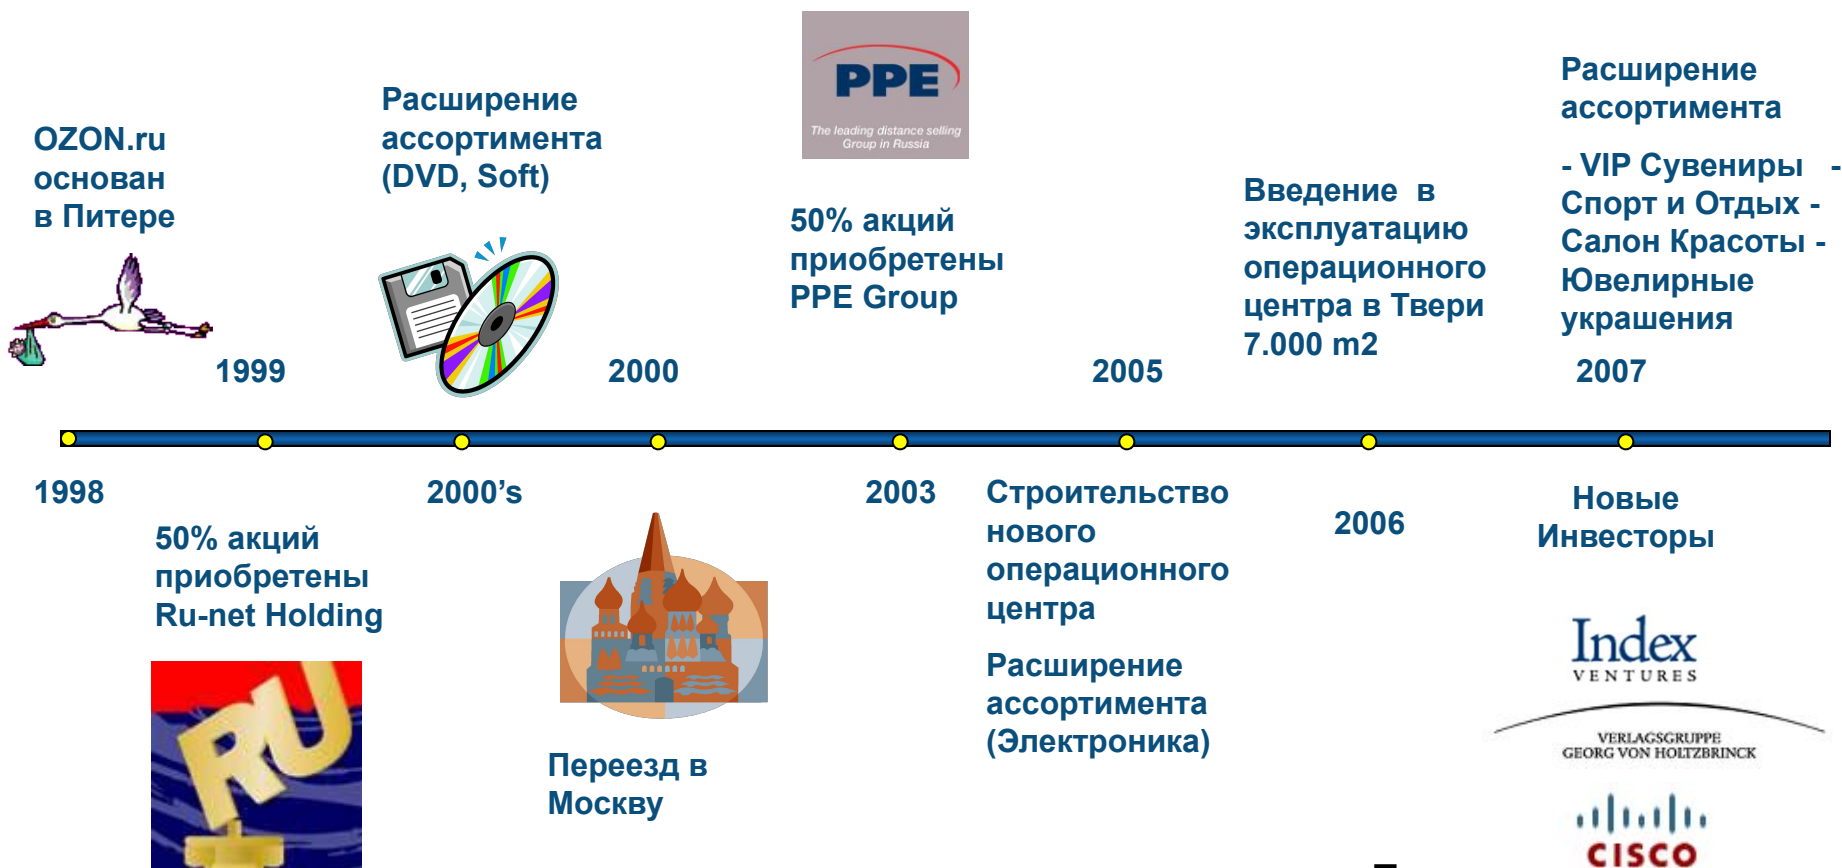 OZON.ru
основан
в Питере
1998
1999
50% акций
приобретены
Ru-net Holding
RU
Расширение
ассортимента
(DVD, Soft)
2000's
2000
Переезд в
Москву
PPE
The leading distance selling
Group in Russia
50% акций
приобретены
PPE Group
2003
2005
Строительство
нового
операционного
центра
Расширение
ассортимента
(Электроника)
Введение в
эксплуатацию
операционного
центра в Твери
7.000 m2
2006
Расширение
ассортимента
- VIP Сувениры -
Спорт и Отдых -
Салон Красоты -
Ювелирные
украшения
2007
Новые
Инвесторы
Index
VENTURES
VERLAGSGRUPPE
GEORG VON HOLTZBRINCK
CISCO